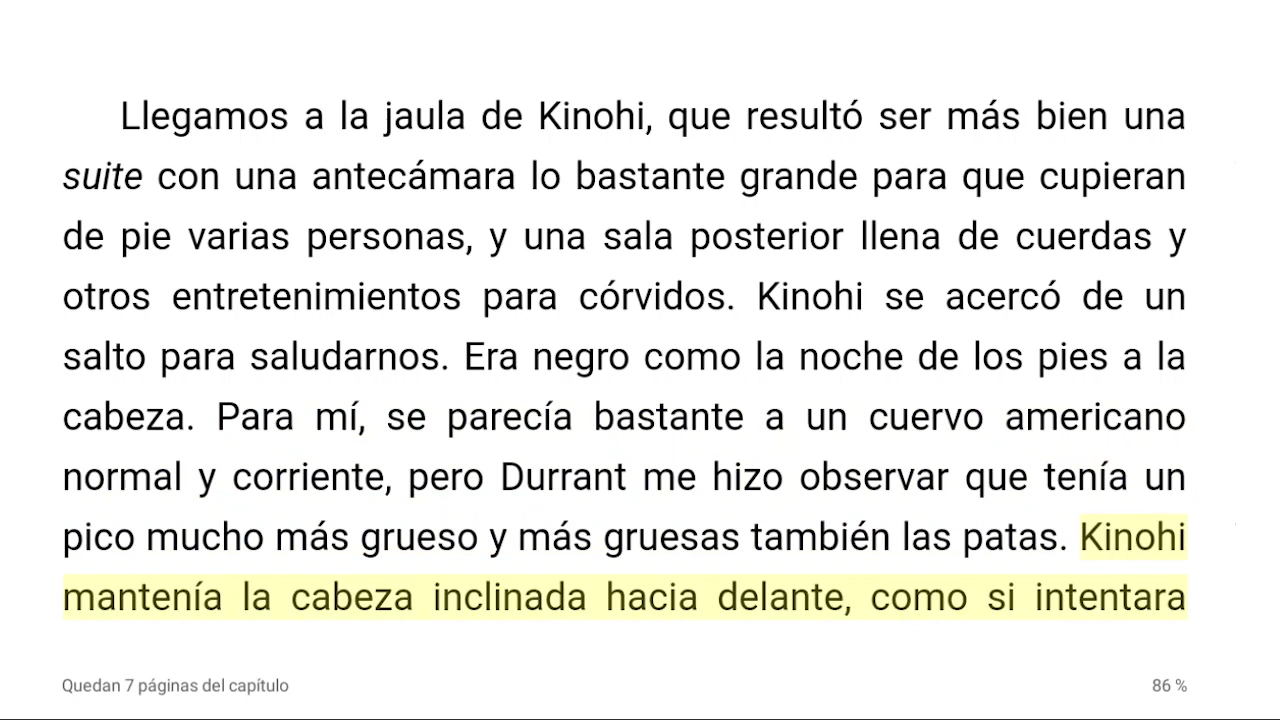 Llegamos a la jaula de Kinohi, que resultó ser más bien una
suite con una antecámara lo bastante grande para que cupieran
de pie varias personas, y una sala posterior llena de cuerdas y
otros entretenimientos para córvidos. Kinohi se acercó de un
salto para saludarnos. Era negro como la noche de los pies a la
cabeza. Para mí, se parecía bastante a un cuervo americano
normal y corriente, pero Durrant me hizo observar que tenía un
pico mucho más grueso y más gruesas también las patas. Kinohi
mantenía la cabeza inclinada hacia delante, como si intentara
Quedan 7 páginas del capítulo
86 %